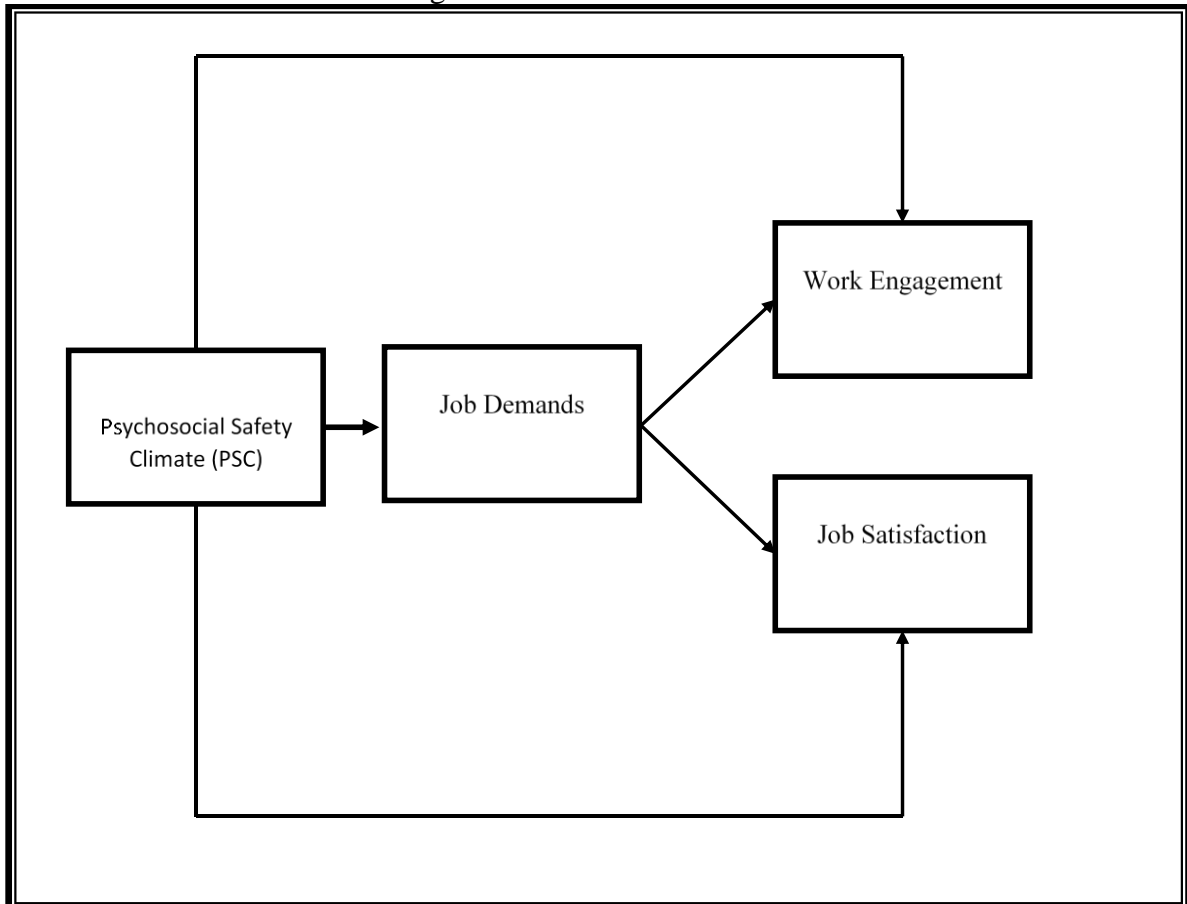 Work Engagement
Job Demands
Psychosocial Safety
Climate (PSC)
Job Satisfaction